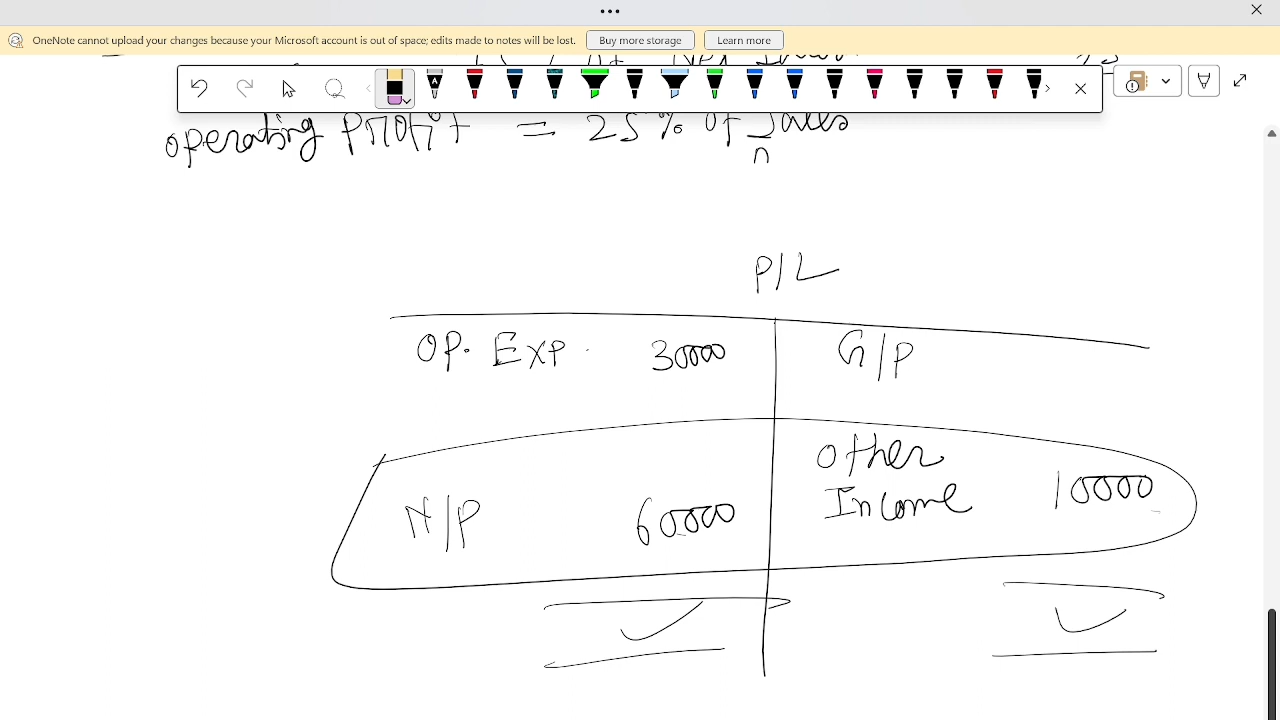 •••
OneNote cannot upload your changes because your Microsoft account is out of space; edits made to notes will be lost. Buy more storage Learn more
operating Profit = 25% of Sales
P/L
OP. EXP. 30000 G/P
Other
N/P 60000 Income 10000